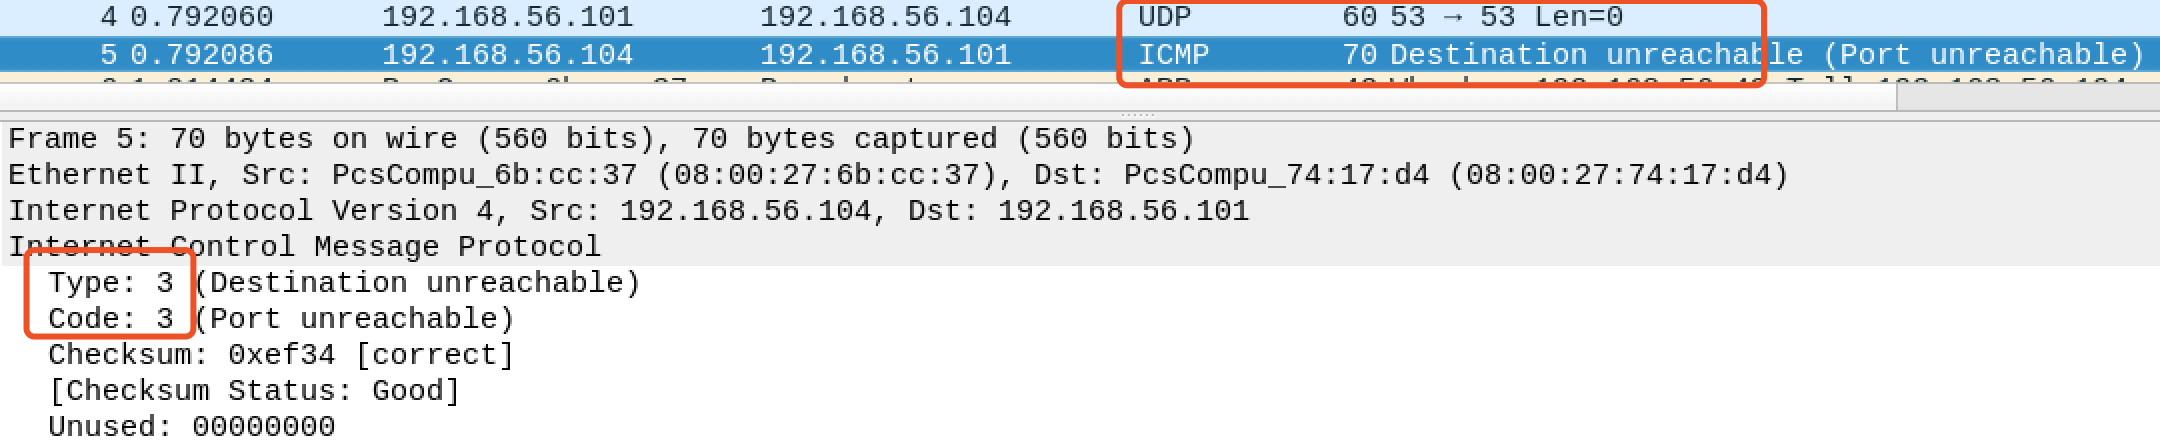 4 0.792060 192.168.56.101 192.168.56.104 UDP 60 53 → 53 Len=0
5 0.792086 192.168.56.104 192.168.56.101 ICMP 70 Destination unreachable (Port unreachable)
Frame 5: 70 bytes on wire (560 bits), 70 bytes captured (560 bits)
Ethernet II, Src: PcsCompu_6b:cc:37 (08:00:27:6b:cc:37), Dst: PcsCompu_74:17:d4 (08:00:27:74:17:d4)
Internet Protocol Version 4, Src: 192.168.56.104, Dst: 192.168.56.101
Internet Control Message Protocol
Type: 3 (Destination unreachable)
Code: 3 (Port unreachable)
Checksum: 0xef34 [correct]
[Checksum Status: Good]
Unused: 00000000